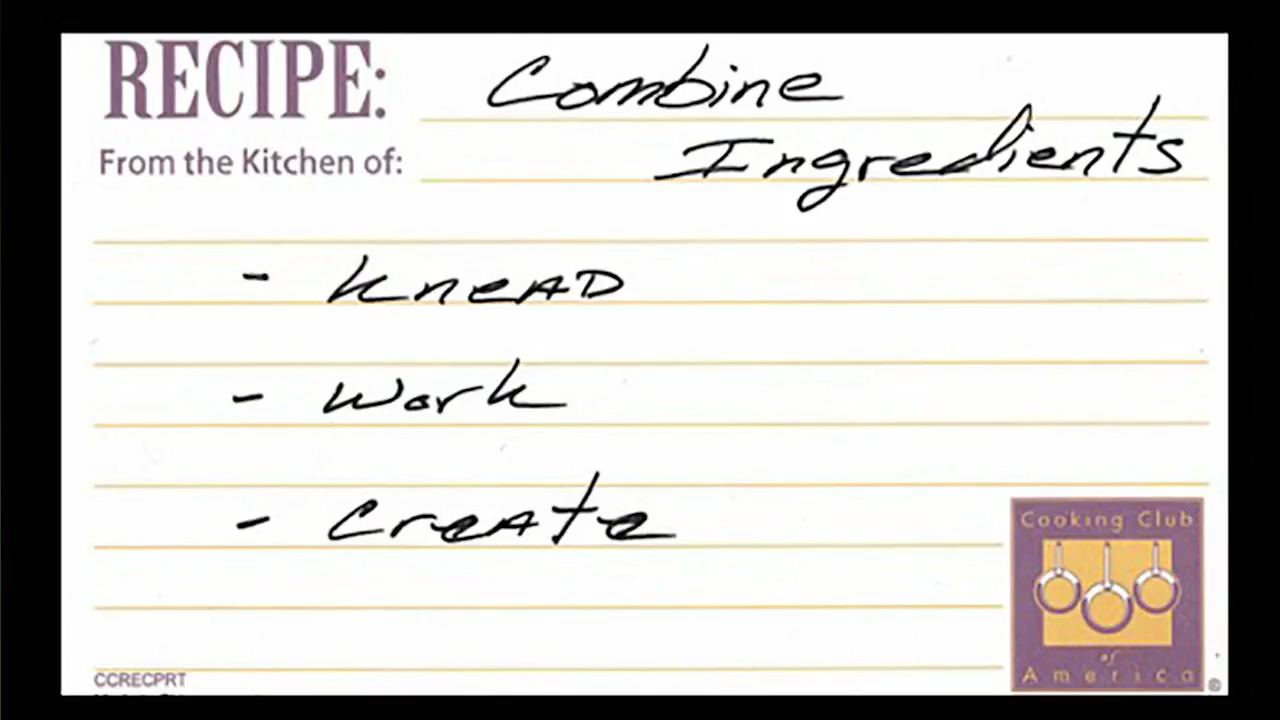 RECIPE: Combine
From the Kitchen of: Ingredients
- KneAD
- Work
- CreATe
Cooking Club
of
America
®
CCRECPRT